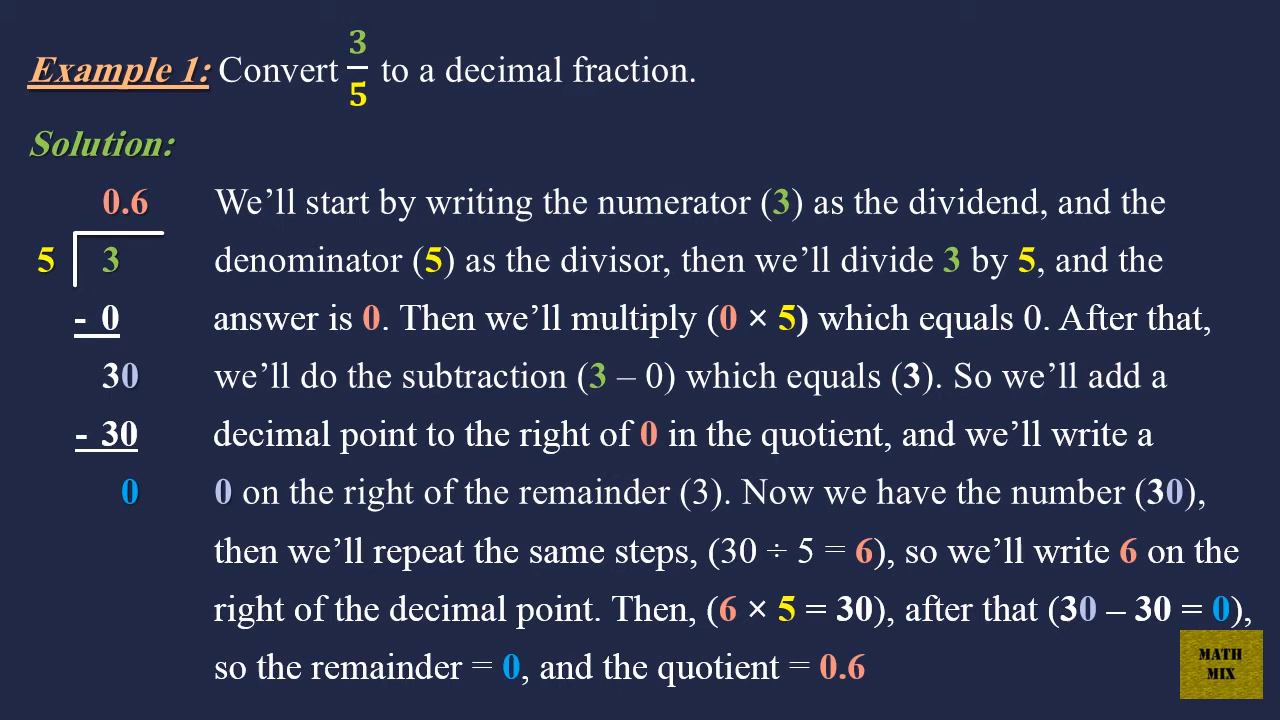 Example 1: Convert 3/5 to a decimal fraction.
Solution:
0.6
5 3
- 0
30
- 30
0
We’ll start by writing the numerator (3) as the dividend, and the
denominator (5) as the divisor, then we’ll divide 3 by 5, and the
answer is 0. Then we’ll multiply (0 × 5) which equals 0. After that,
we’ll do the subtraction (3 – 0) which equals (3). So we’ll add a
decimal point to the right of 0 in the quotient, and we’ll write a
0 on the right of the remainder (3). Now we have the number (30),
then we’ll repeat the same steps, (30 ÷ 5 = 6), so we’ll write 6 on the
right of the decimal point. Then, (6 × 5 = 30), after that (30 – 30 = 0),
so the remainder = 0, and the quotient = 0.6
MATH
MIX